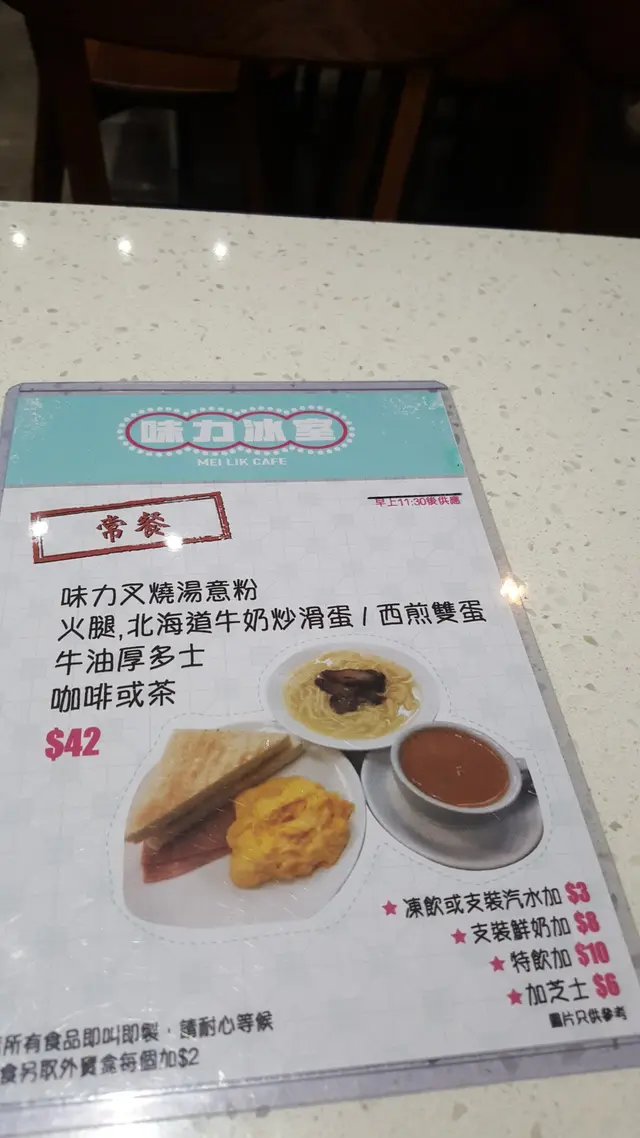 味力冰室
MEI LIK CAFE
早上11:30後供應
常餐
味力叉燒湯意粉
火腿,北海道牛奶炒滑蛋 / 西煎雙蛋
牛油厚多士
咖啡或茶
$42
★ 凍飲或支裝汽水加 $3
★ 支裝鮮奶加 $8
★ 特飲加 $10
★ 加芝士 $6
圖片只供參考
所有食品即叫即製，請耐心等候
食另取外賣盒每個加$2